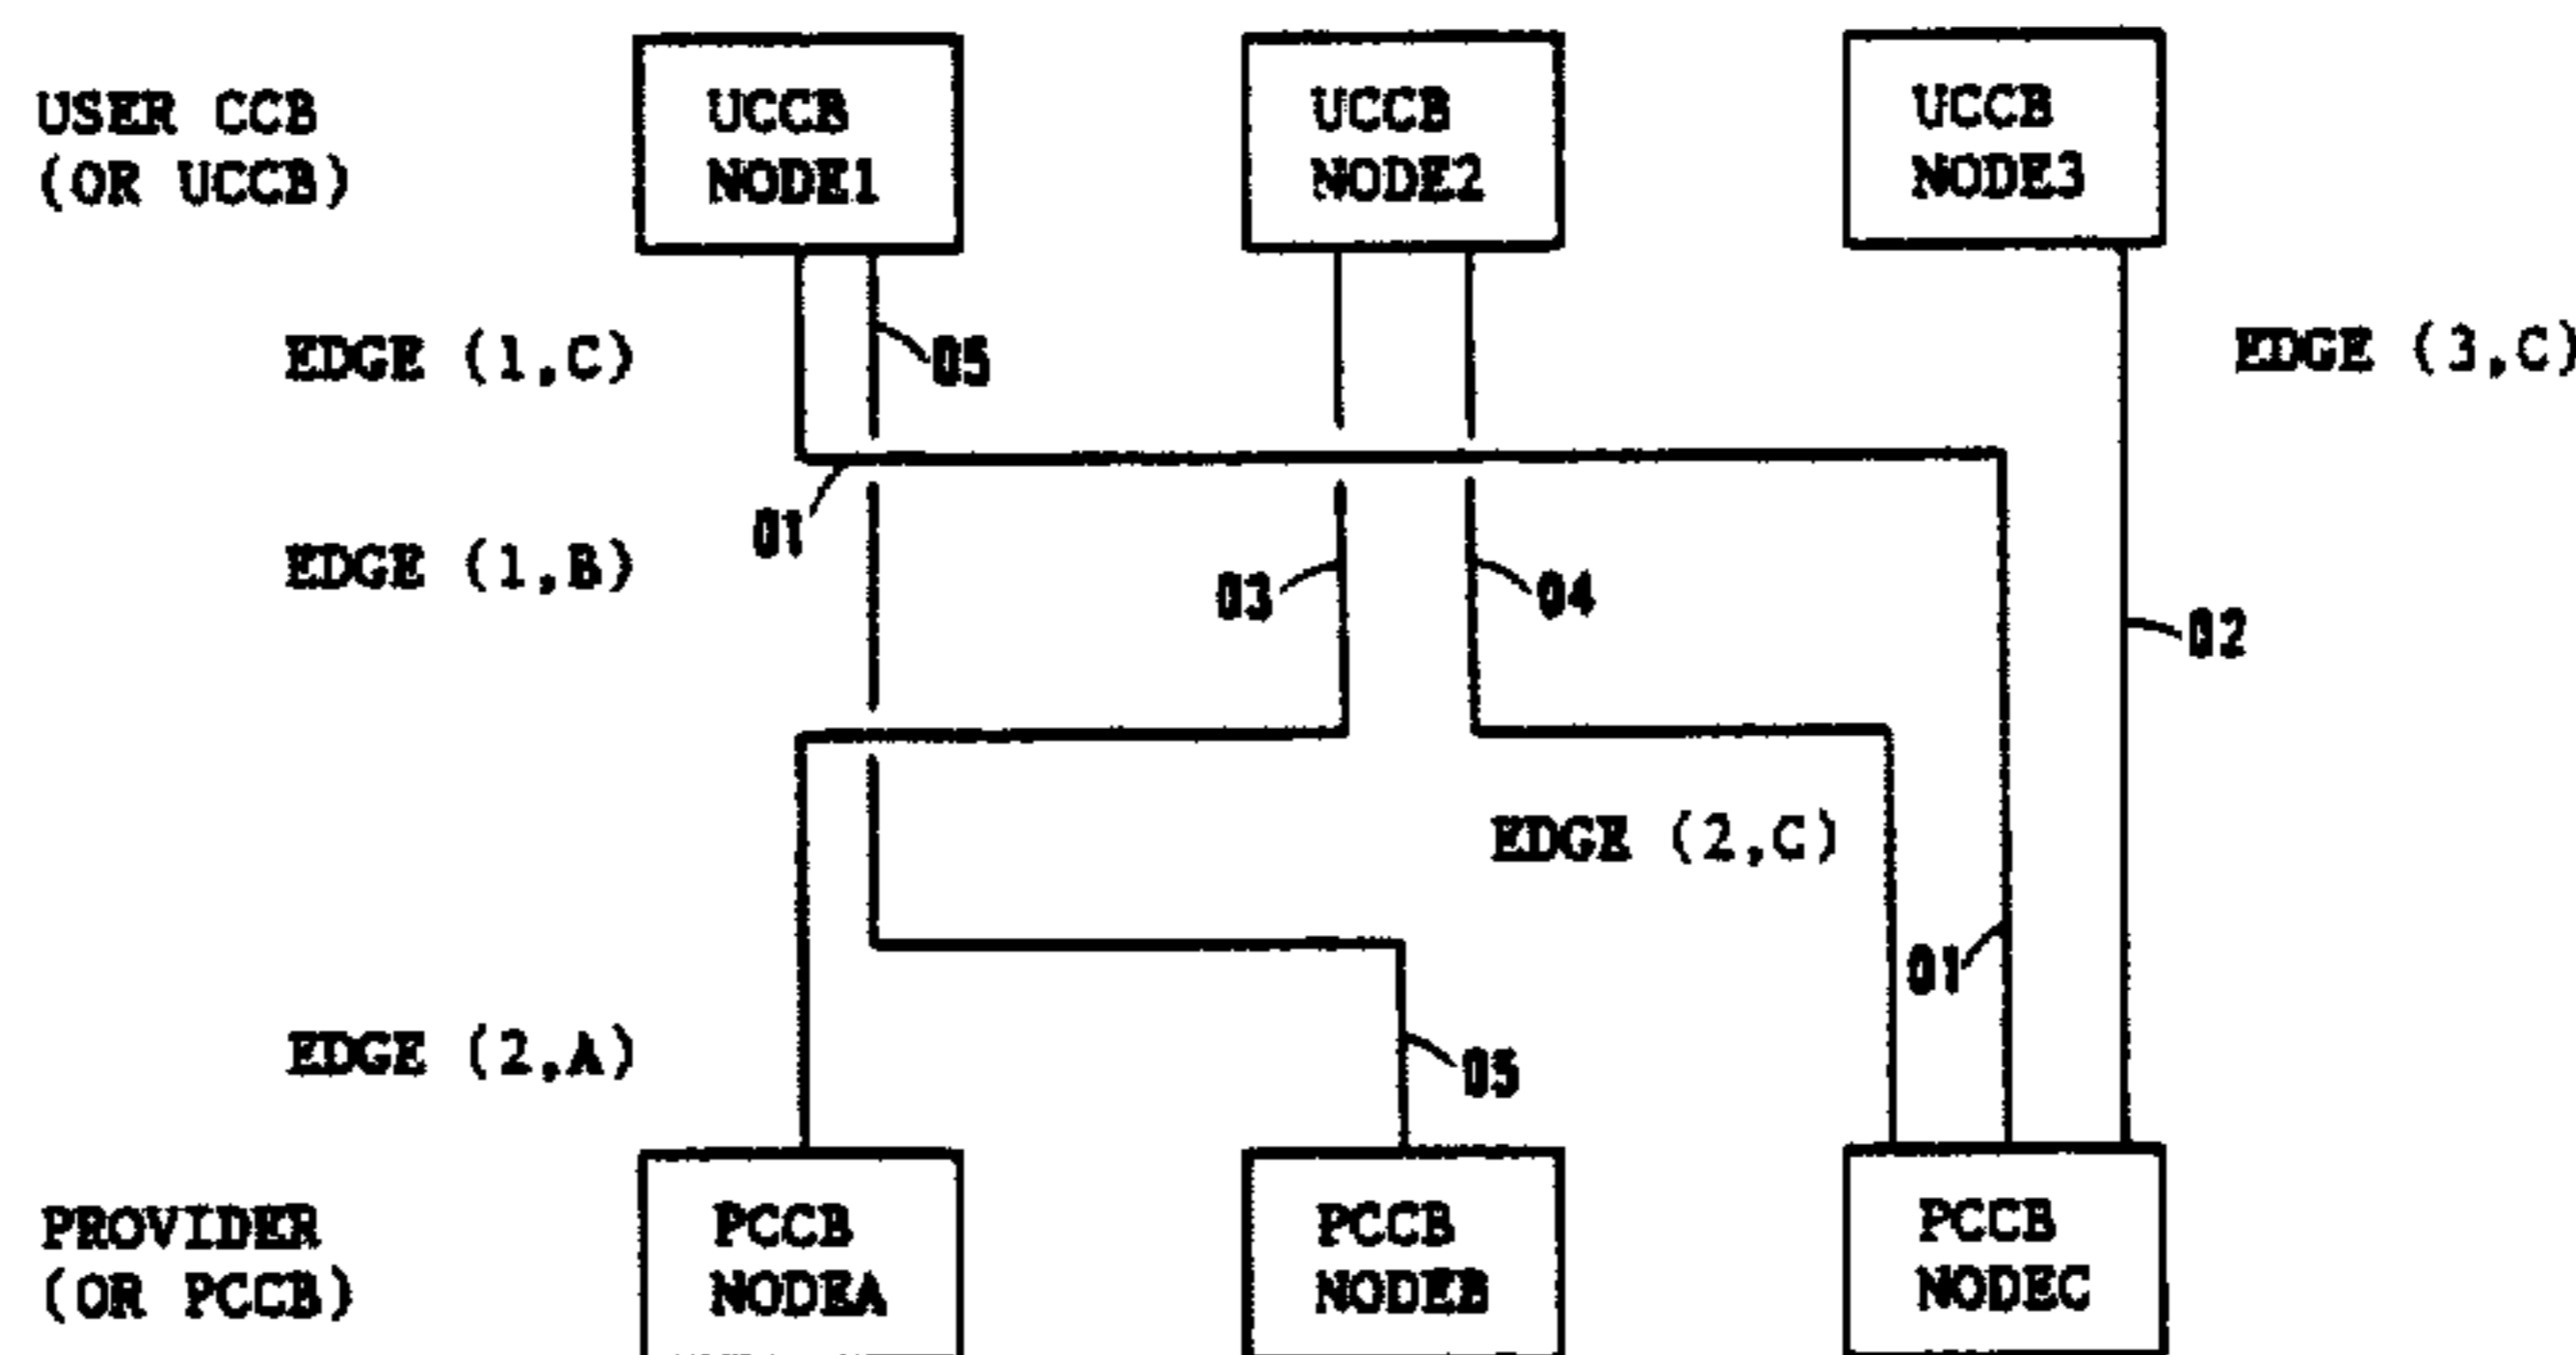 USER CCB
(OR UCCB)
UCCB
NODE1
UCCB
NODE2
UCCB
NODE3
EDGE (1,C)
05
EDGE (3,C)
01
EDGE (1,B)
03
04
02
EDGE (2,C)
01
EDGE (2,A)
05
PROVIDER
(OR PCCB)
PCCB
NODEA
PCCB
NODEB
PCCB
NODEC